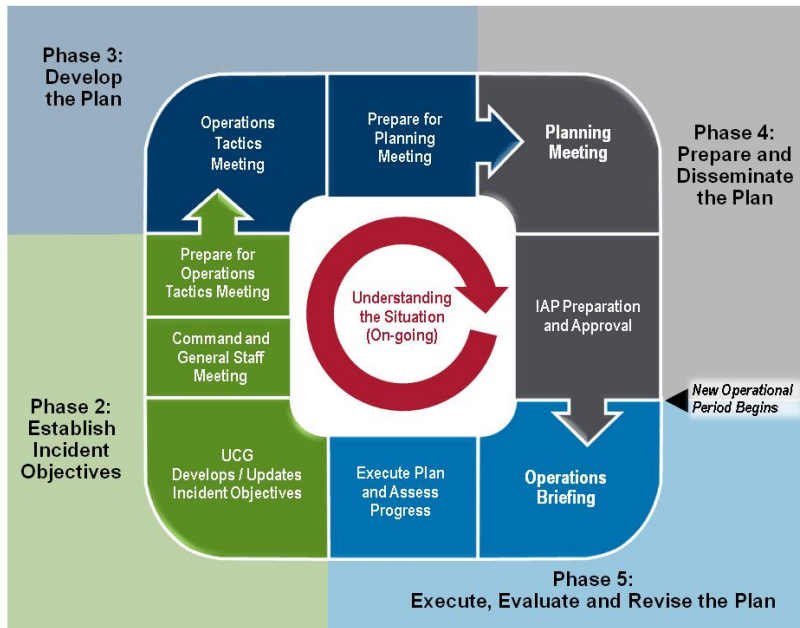 Phase 3:
Develop
the Plan
Operations
Tactics
Meeting
Prepare for
Planning
Meeting
Planning
Meeting
Phase 4:
Prepare and
Disseminate
the Plan
Prepare for
Operations
Tactics Meeting
Understanding
the Situation
(On-going)
IAP Preparation
and Approval
Command and
General Staff
Meeting
New Operational
Period Begins
Phase 2:
Establish
Incident
Objectives
UCG
Develops / Updates
Incident Objectives
Execute Plan
and Assess
Progress
Operations
Briefing
Phase 5:
Execute, Evaluate and Revise the Plan